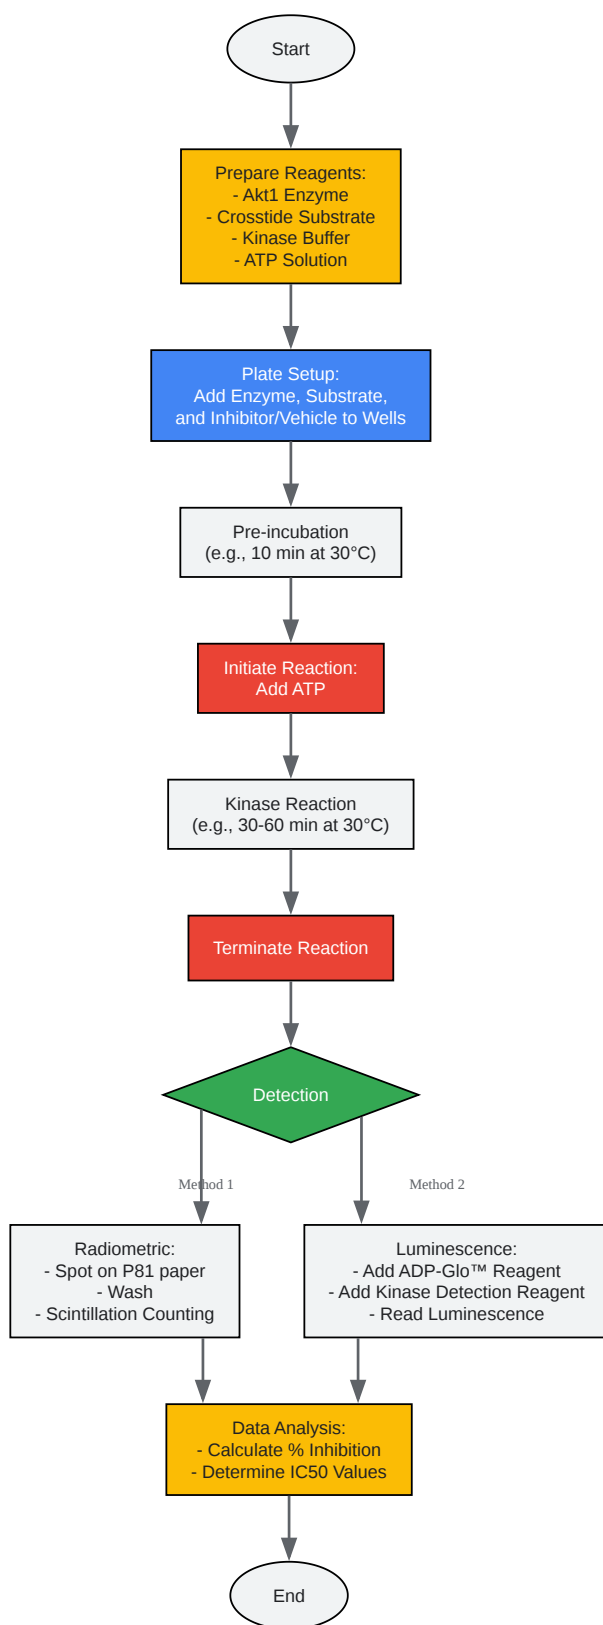 Start
Prepare Reagents:
- Akt1 Enzyme
- Crosstide Substrate
- Kinase Buffer
- ATP Solution
Plate Setup:
Add Enzyme, Substrate,
and Inhibitor/Vehicle to Wells
Pre-incubation
(e.g., 10 min at 30°C)
Initiate Reaction:
Add ATP
Kinase Reaction
(e.g., 30-60 min at 30°C)
Terminate Reaction
Detection
Method 1
Method 2
Radiometric:
- Spot on P81 paper
- Wash
- Scintillation Counting
Luminescence:
- Add ADP-Glo™ Reagent
- Add Kinase Detection Reagent
- Read Luminescence
Data Analysis:
- Calculate % Inhibition
- Determine IC50 Values
End